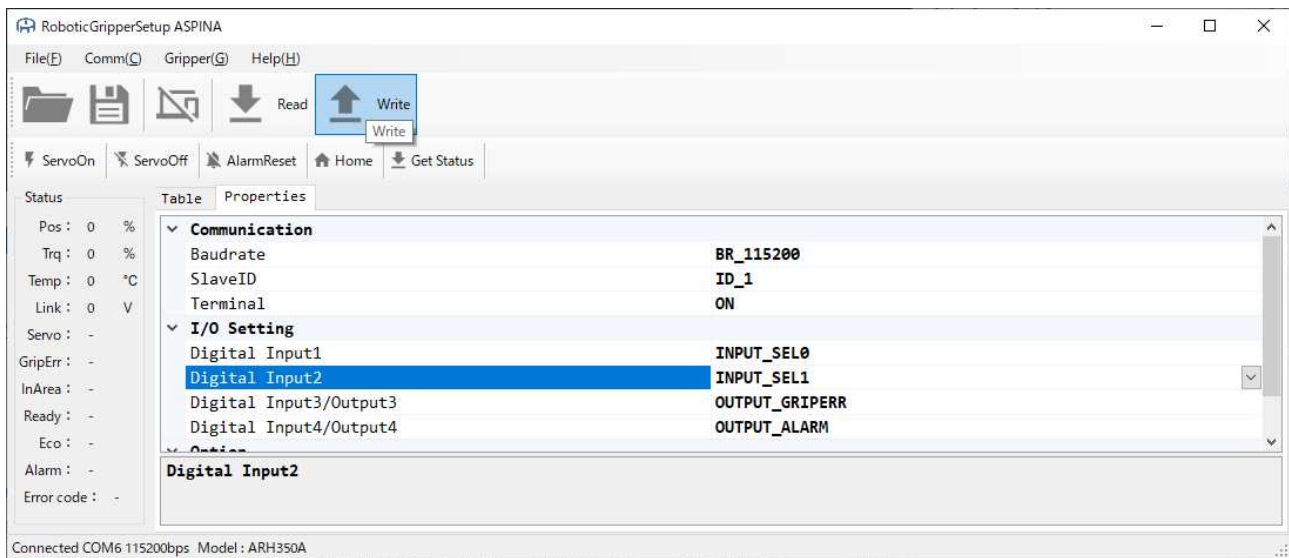 RoboticGripperSetup ASPINA
File(F) Comm(C) Gripper(G) Help(H)
Read Write
Write
ServoOn ServoOff AlarmReset Home Get Status
Status
Table Properties
Pos： 0 %
Trq： 0 %
Temp： 0 °C
Link： 0 V
Servo： -
GripErr： -
InArea： -
Ready： -
Eco： -
Alarm： -
Error code： -
Communication
Baudrate BR_115200
SlaveID ID_1
Terminal ON
I/O Setting
Digital Input1 INPUT_SEL0
Digital Input2 INPUT_SEL1
Digital Input3/Output3 OUTPUT_GRIPERR
Digital Input4/Output4 OUTPUT_ALARM
Option
Digital Input2
Connected COM6 115200bps Model : ARH350A